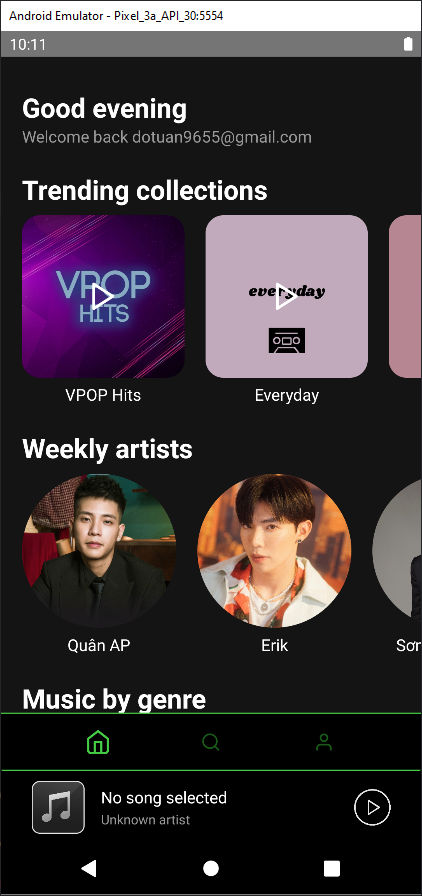 Android Emulator - Pixel_3a_API_30:5554
10:11
Good evening
Welcome back dotuan9655@gmail.com
Trending collections
VPOP
HITS
everyday
VPOP Hits
Everyday
Weekly artists
Quân AP
Erik
Sơn
Music by genre
No song selected
Unknown artist